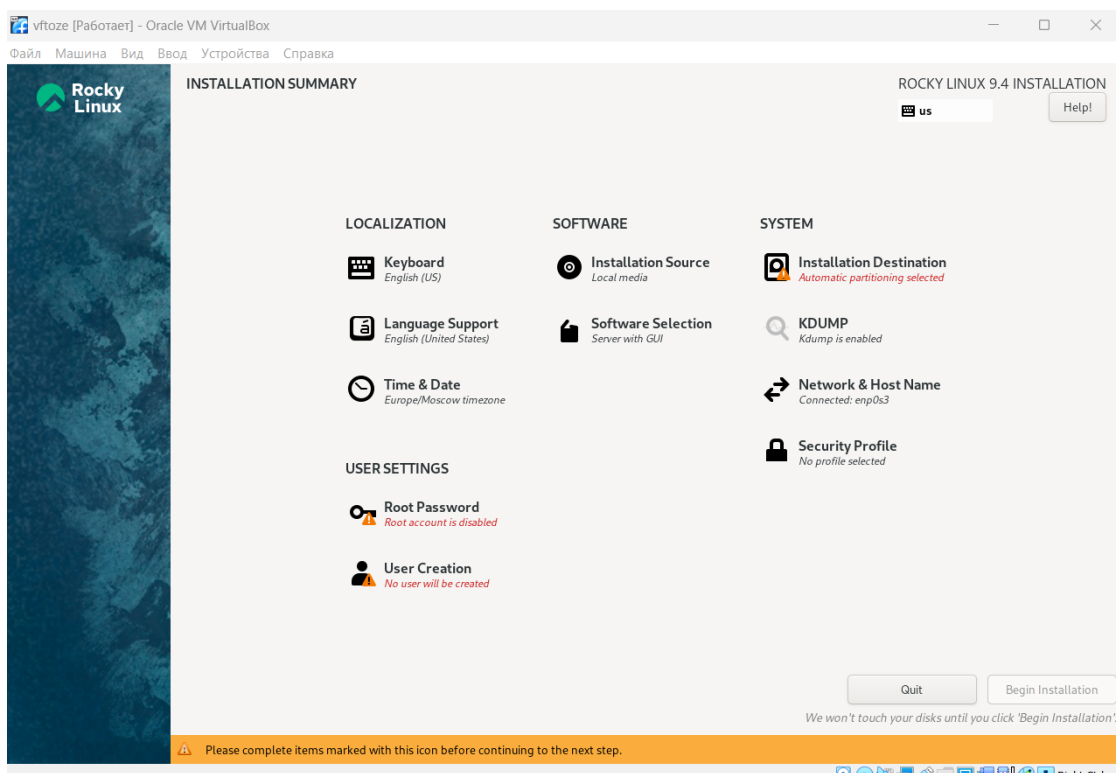 vftoze [Работает] - Oracle VM VirtualBox
Файл Машина Вид Ввод Устройства Справка
Rocky
Linux
INSTALLATION SUMMARY
ROCKY LINUX 9.4 INSTALLATION
us
Help!
LOCALIZATION
Keyboard
English (US)
Language Support
English (United States)
Time & Date
Europe/Moscow timezone
SOFTWARE
Installation Source
Local media
Software Selection
Server with GUI
SYSTEM
Installation Destination
Automatic partitioning selected
KDUMP
Kdump is enabled
Network & Host Name
Connected: enp0s3
Security Profile
No profile selected
USER SETTINGS
Root Password
Root account is disabled
User Creation
No user will be created
Quit
Begin Installation
We won't touch your disks until you click 'Begin Installation'.
Please complete items marked with this icon before continuing to the next step.